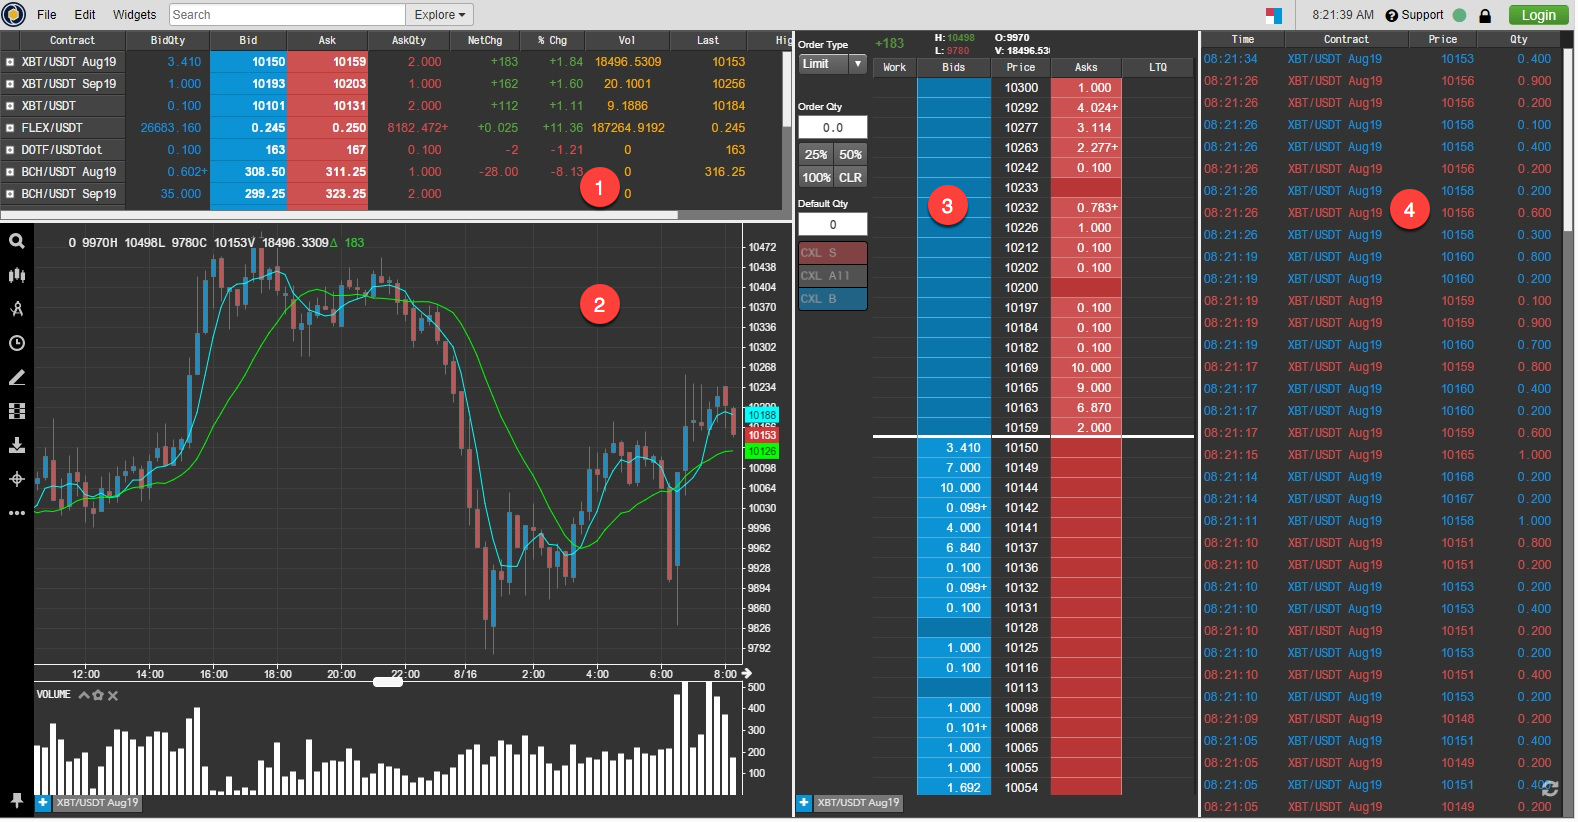 File Edit Widgets Search Explore 8:21:39 AM Support Login
Contract BidQty Bid Ask AskQty NetChg % Chg Vol Last Hig
XBT/USDT Aug19 3.410 10150 10159 2.000 +183 +1.84 18496.5309 10153
XBT/USDT Sep19 1.000 10193 10203 1.000 +162 +1.60 20.1001 10256
XBT/USDT 0.100 10101 10131 2.000 +112 +1.11 9.1886 10184
FLEX/USDT 26683.160 0.245 0.250 8182.472+ +0.025 +11.36 187264.9192 0.245
DOTF/USDTdot 0.100 163 167 0.100 -2 -1.21 0 163
BCH/USDT Aug19 0.602+ 308.50 311.25 1.000 -28.00 -8.13 0 316.25
BCH/USDT Sep19 35.000 299.25 323.25 2.000 0
1
O 9970H 10498L 9780C 10153V 18496.3309Δ 183
2
10472
10438
10404
10370
10336
10302
10268
10234
10188
10153
10126
10098
10064
10030
9996
9962
9928
9894
9860
9826
9792
12:00 14:00 16:00 18:00 20:00 22:00 8/16 2:00 4:00 6:00 8:00
VOLUME
500
400
300
200
100
XBT/USDT Aug19
Order Type
Limit
Order Qty
0.0
25% 50%
100% CLR
Default Qty
0
CXL S
CXL All
CXL B
+183 H: 10498 O:9970
L: 9780 V: 18496.53
Work Bids Price Asks LTQ
10300 1.000
10292 4.024+
10277 3.114
10263 2.277+
10242 0.100
10233
10232 0.783+
10226 1.000
10212 0.100
10202 0.100
10200
10197 0.100
10184 0.100
10182 0.100
10169 10.000
10165 9.000
10163 6.870
10159 2.000
3.410 10150
7.000 10149
10.000 10144
0.099+ 10142
4.000 10141
6.840 10137
0.100 10136
0.099+ 10132
0.100 10131
10128
1.000 10125
0.100 10116
10113
1.000 10098
0.101+ 10068
1.000 10065
1.000 10055
1.692 10054
3
XBT/USDT Aug19
Time Contract Price Qty
08:21:34 XBT/USDT Aug19 10153 0.400
08:21:26 XBT/USDT Aug19 10156 0.900
08:21:26 XBT/USDT Aug19 10156 0.200
08:21:26 XBT/USDT Aug19 10158 0.100
08:21:26 XBT/USDT Aug19 10158 0.400
08:21:26 XBT/USDT Aug19 10156 0.200
08:21:26 XBT/USDT Aug19 10158 0.200
08:21:26 XBT/USDT Aug19 10156 0.600
08:21:26 XBT/USDT Aug19 10158 0.300
08:21:19 XBT/USDT Aug19 10160 0.800
08:21:19 XBT/USDT Aug19 10160 0.200
08:21:19 XBT/USDT Aug19 10159 0.100
08:21:19 XBT/USDT Aug19 10159 0.900
08:21:19 XBT/USDT Aug19 10160 0.700
08:21:17 XBT/USDT Aug19 10159 0.800
08:21:17 XBT/USDT Aug19 10160 0.400
08:21:17 XBT/USDT Aug19 10160 0.200
08:21:17 XBT/USDT Aug19 10159 0.600
08:21:15 XBT/USDT Aug19 10165 1.000
08:21:14 XBT/USDT Aug19 10168 0.200
08:21:14 XBT/USDT Aug19 10167 0.200
08:21:11 XBT/USDT Aug19 10158 1.000
08:21:10 XBT/USDT Aug19 10151 0.800
08:21:10 XBT/USDT Aug19 10151 0.200
08:21:10 XBT/USDT Aug19 10153 0.200
08:21:10 XBT/USDT Aug19 10153 0.400
08:21:10 XBT/USDT Aug19 10151 0.200
08:21:10 XBT/USDT Aug19 10153 0.200
08:21:10 XBT/USDT Aug19 10151 0.400
08:21:10 XBT/USDT Aug19 10153 0.200
08:21:09 XBT/USDT Aug19 10148 0.200
08:21:05 XBT/USDT Aug19 10151 0.400
08:21:05 XBT/USDT Aug19 10149 0.200
08:21:05 XBT/USDT Aug19 10151 0.400
08:21:05 XBT/USDT Aug19 10149 0.200
4